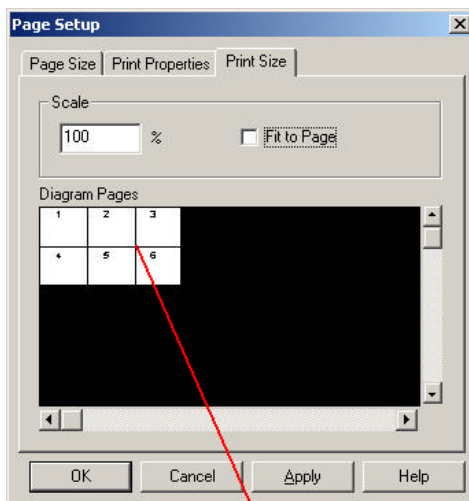 Page Setup
Page Size Print Properties Print Size
Scale
100 % Fit to Page
Diagram Pages
1 2 3
4 5 6
OK Cancel Apply Help